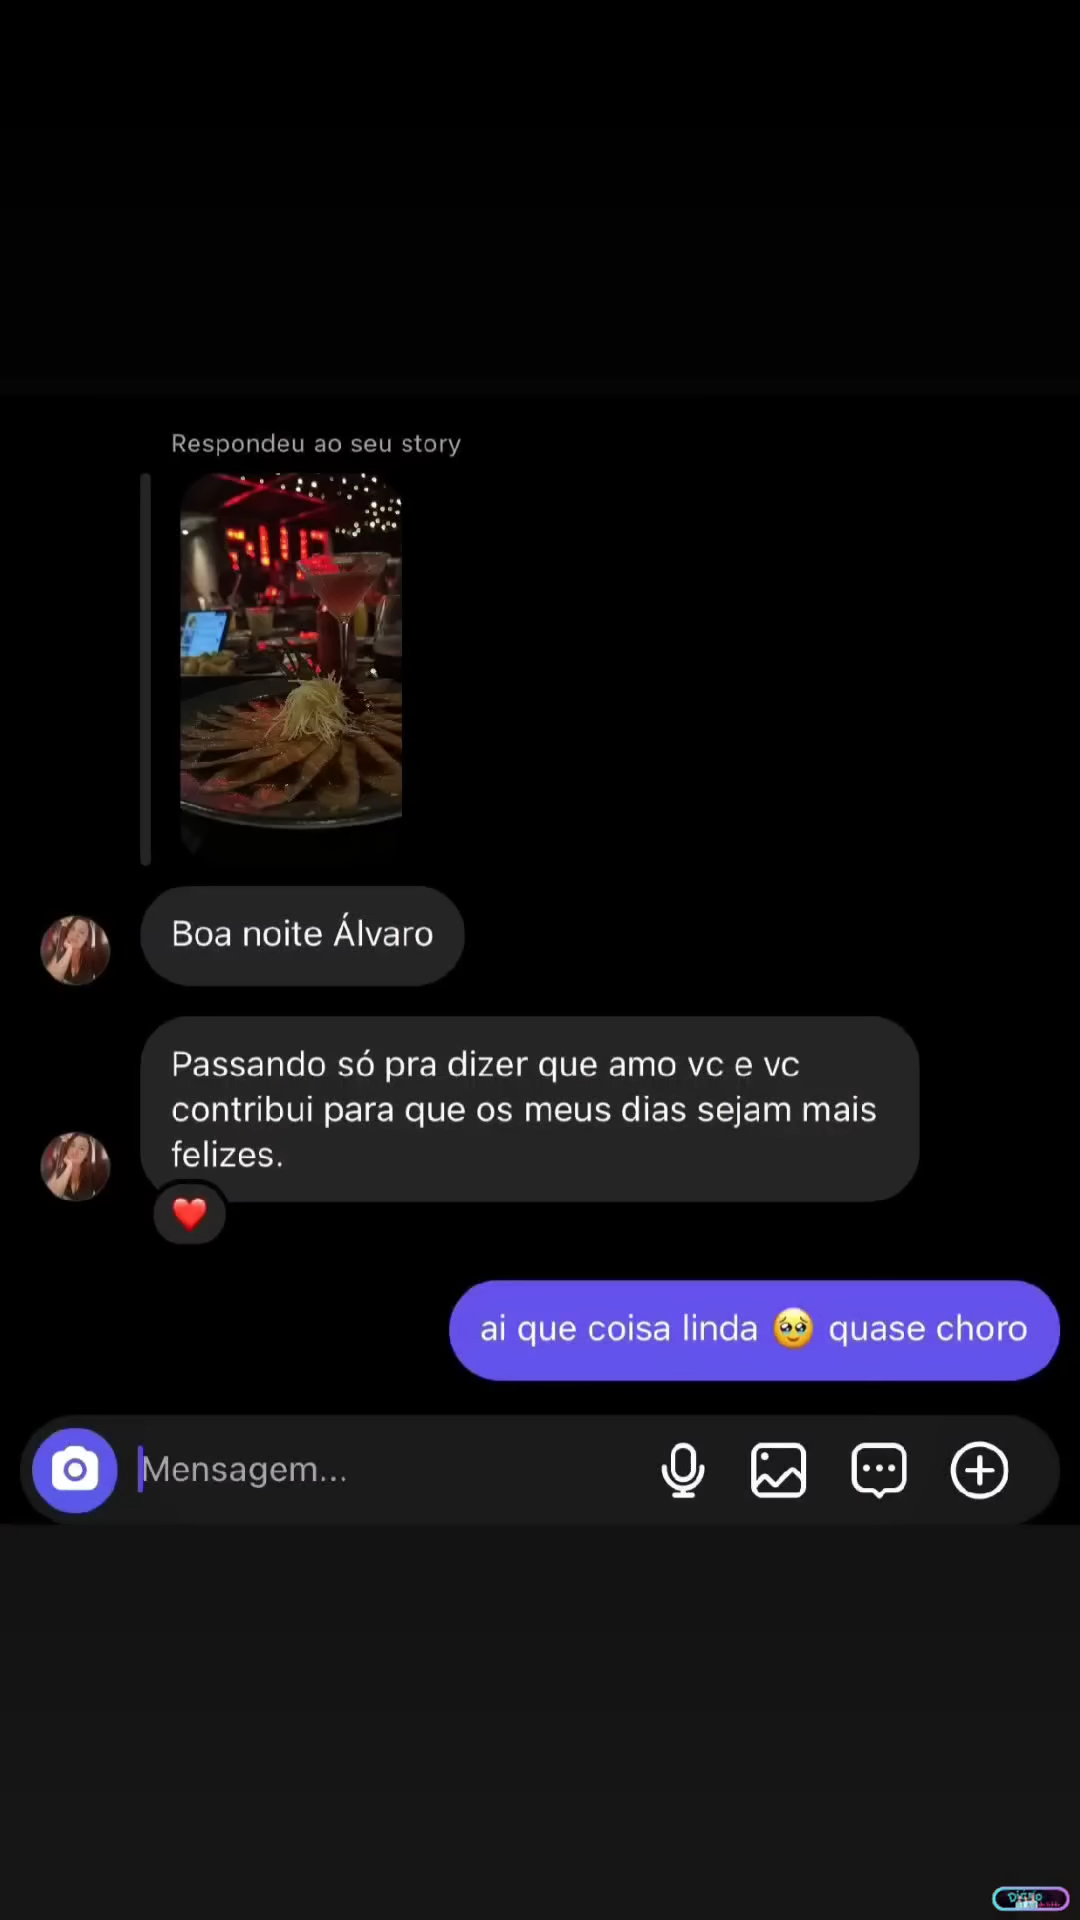 Respondeu ao seu story
Boa noite Álvaro
Passando só pra dizer que amo vc e vc
contribui para que os meus dias sejam mais
felizes.
ai que coisa linda 🥹 quase choro
Mensagem...